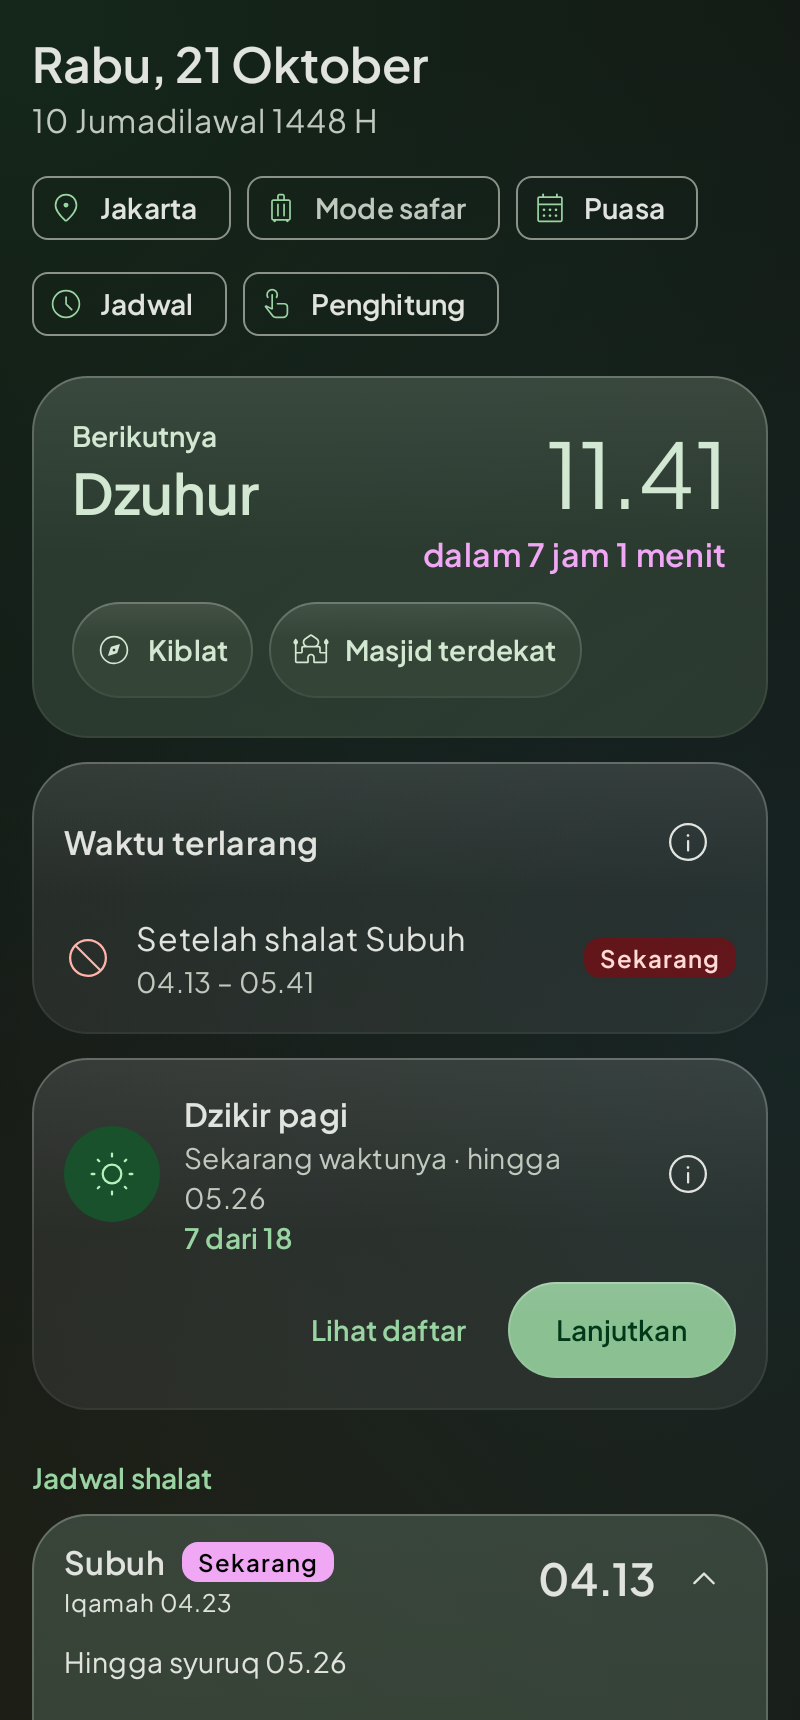 Rabu, 21 Oktober
10 Jumadilawal 1448 H
Jakarta
Mode safar
Puasa
Jadwal
Penghitung
Berikutnya
Dzuhur
11.41
dalam 7 jam 1 menit
Kiblat
Masjid terdekat
Waktu terlarang
Setelah shalat Subuh
04.13 – 05.41
Sekarang
Dzikir pagi
Sekarang waktunya · hingga
05.26
7 dari 18
Lihat daftar
Lanjutkan
Jadwal shalat
Subuh
Sekarang
04.13
Iqamah 04.23
Hingga syuruq 05.26